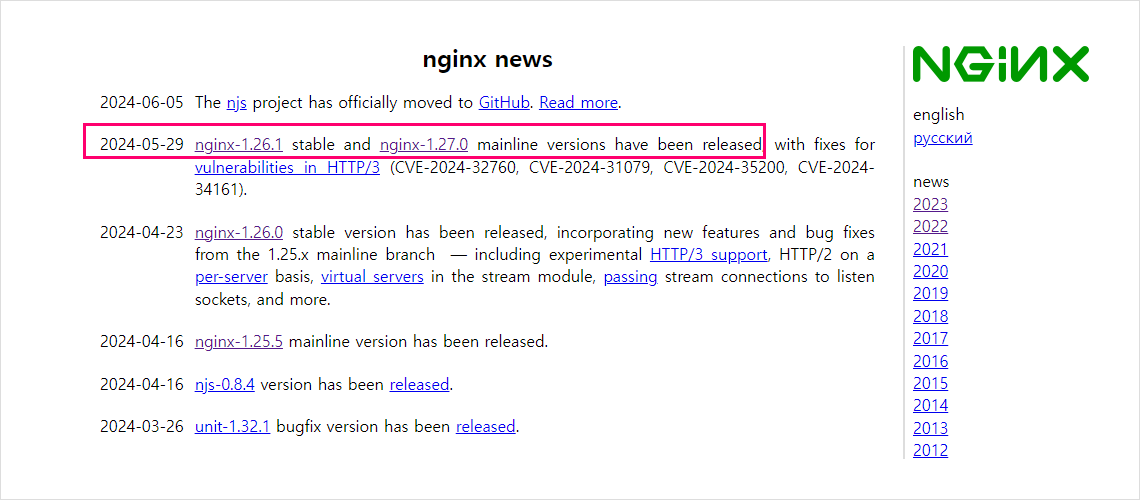 nginx news
2024-06-05 The njs project has officially moved to GitHub. Read more.
2024-05-29 nginx-1.26.1 stable and nginx-1.27.0 mainline versions have been released, with fixes for
vulnerabilities in HTTP/3 (CVE-2024-32760, CVE-2024-31079, CVE-2024-35200, CVE-2024-
34161).
2024-04-23 nginx-1.26.0 stable version has been released, incorporating new features and bug fixes
from the 1.25.x mainline branch — including experimental HTTP/3 support, HTTP/2 on a
per-server basis, virtual servers in the stream module, passing stream connections to listen
sockets, and more.
2024-04-16 nginx-1.25.5 mainline version has been released.
2024-04-16 njs-0.8.4 version has been released.
2024-03-26 unit-1.32.1 bugfix version has been released.
NGINX
english
русский
news
2023
2022
2021
2020
2019
2018
2017
2016
2015
2014
2013
2012